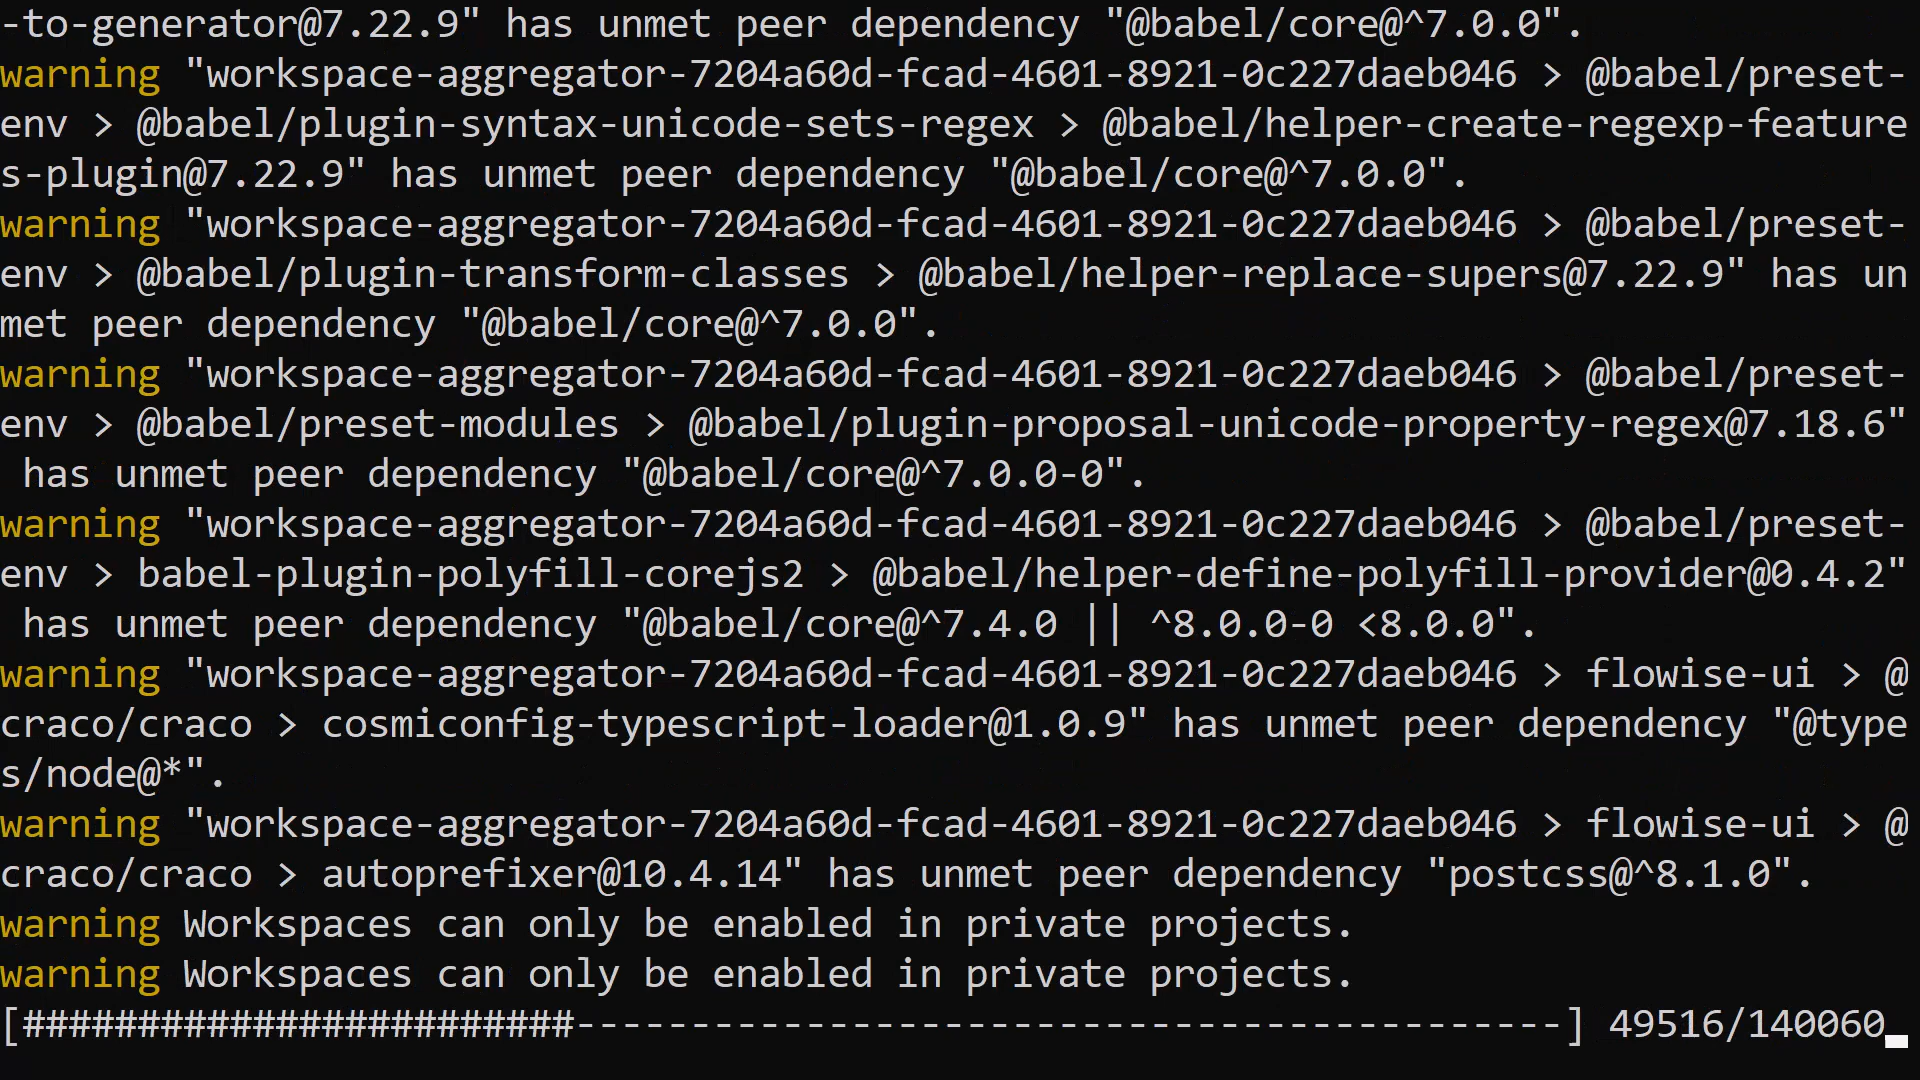 -to-generator@7.22.9" has unmet peer dependency "@babel/core@^7.0.0".
warning "workspace-aggregator-7204a60d-fcad-4601-8921-0c227daeb046 > @babel/preset-
env > @babel/plugin-syntax-unicode-sets-regex > @babel/helper-create-regexp-feature
s-plugin@7.22.9" has unmet peer dependency "@babel/core@^7.0.0".
warning "workspace-aggregator-7204a60d-fcad-4601-8921-0c227daeb046 > @babel/preset-
env > @babel/plugin-transform-classes > @babel/helper-replace-supers@7.22.9" has un
met peer dependency "@babel/core@^7.0.0".
warning "workspace-aggregator-7204a60d-fcad-4601-8921-0c227daeb046 > @babel/preset-
env > @babel/preset-modules > @babel/plugin-proposal-unicode-property-regex@7.18.6"
 has unmet peer dependency "@babel/core@^7.0.0-0".
warning "workspace-aggregator-7204a60d-fcad-4601-8921-0c227daeb046 > @babel/preset-
env > babel-plugin-polyfill-corejs2 > @babel/helper-define-polyfill-provider@0.4.2"
 has unmet peer dependency "@babel/core@^7.4.0 || ^8.0.0-0 <8.0.0".
warning "workspace-aggregator-7204a60d-fcad-4601-8921-0c227daeb046 > flowise-ui > @
craco/craco > cosmiconfig-typescript-loader@1.0.9" has unmet peer dependency "@type
s/node@*".
warning "workspace-aggregator-7204a60d-fcad-4601-8921-0c227daeb046 > flowise-ui > @
craco/craco > autoprefixer@10.4.14" has unmet peer dependency "postcss@^8.1.0".
warning Workspaces can only be enabled in private projects.
warning Workspaces can only be enabled in private projects.
[########################-------------------------------------------] 49516/140060